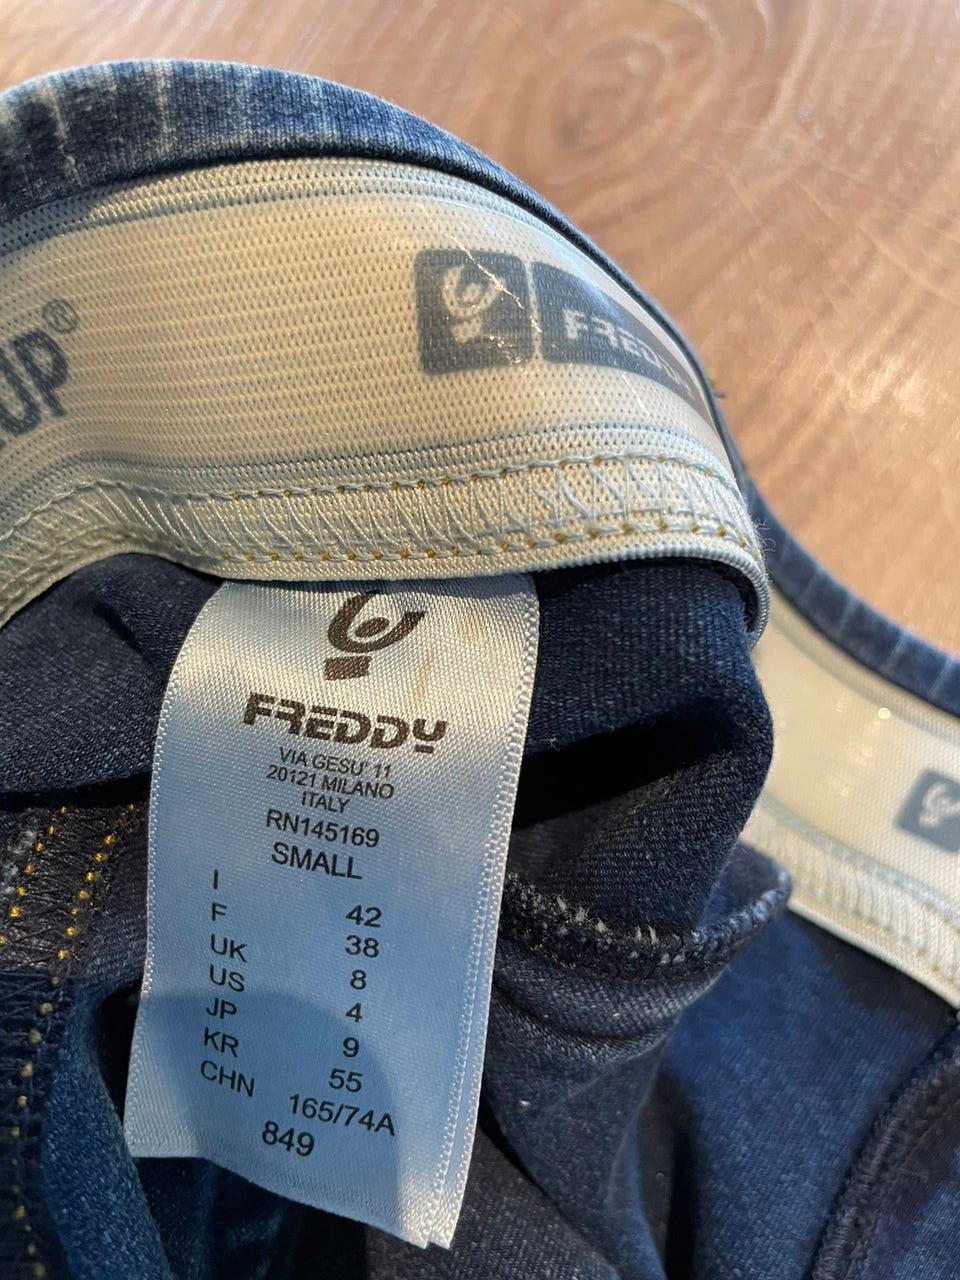 UP®
FREDDY
FREDDY
VIA GESU' 11
20121 MILANO
ITALY
RN145169
SMALL
I 42
F 38
UK 8
US 4
JP 9
KR 55
CHN 165/74A
849